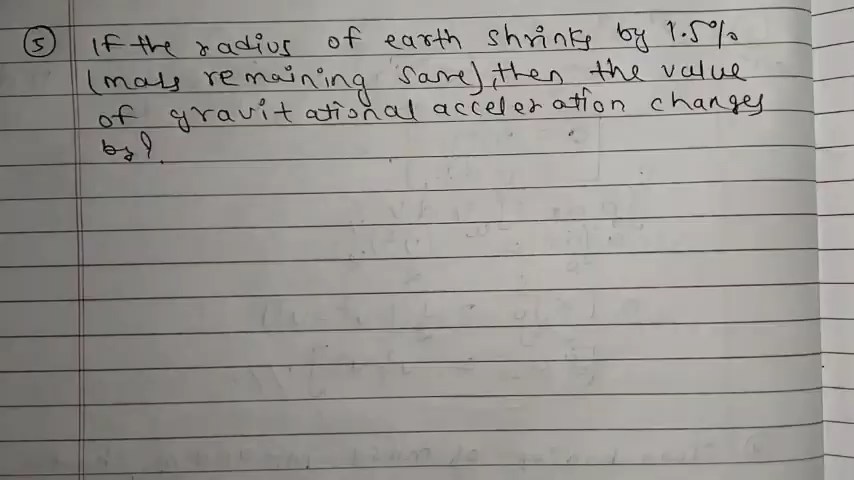 (5) If the radius of earth shrinks by 1.5%
(mass remaining same), then the value
of gravitational acceleration changes
by?